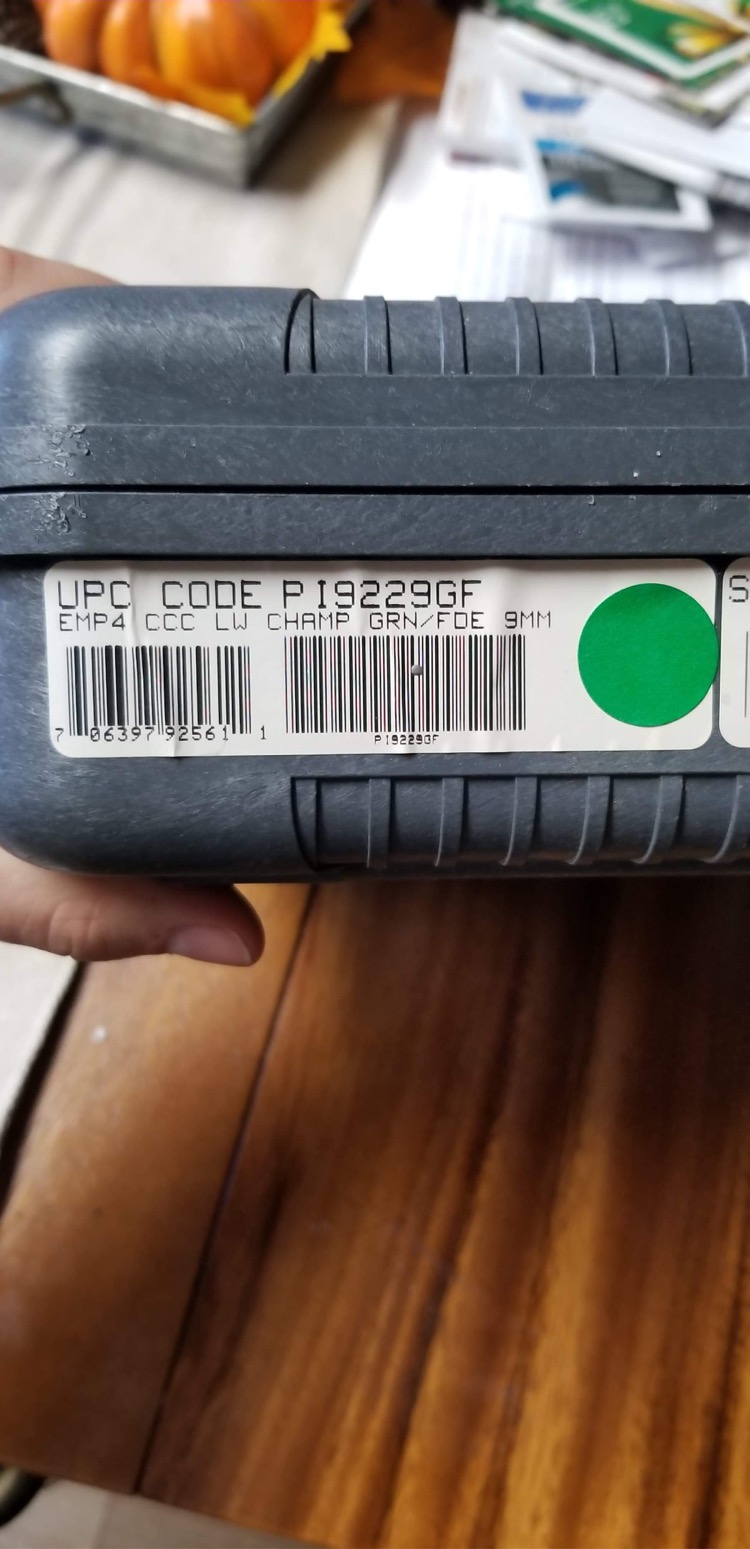 UPC CODE PI9229GF
EMP4 CCC LW CHAMP GRN/FDE 9MM
7 06397 92561 1
PI9229GF
S